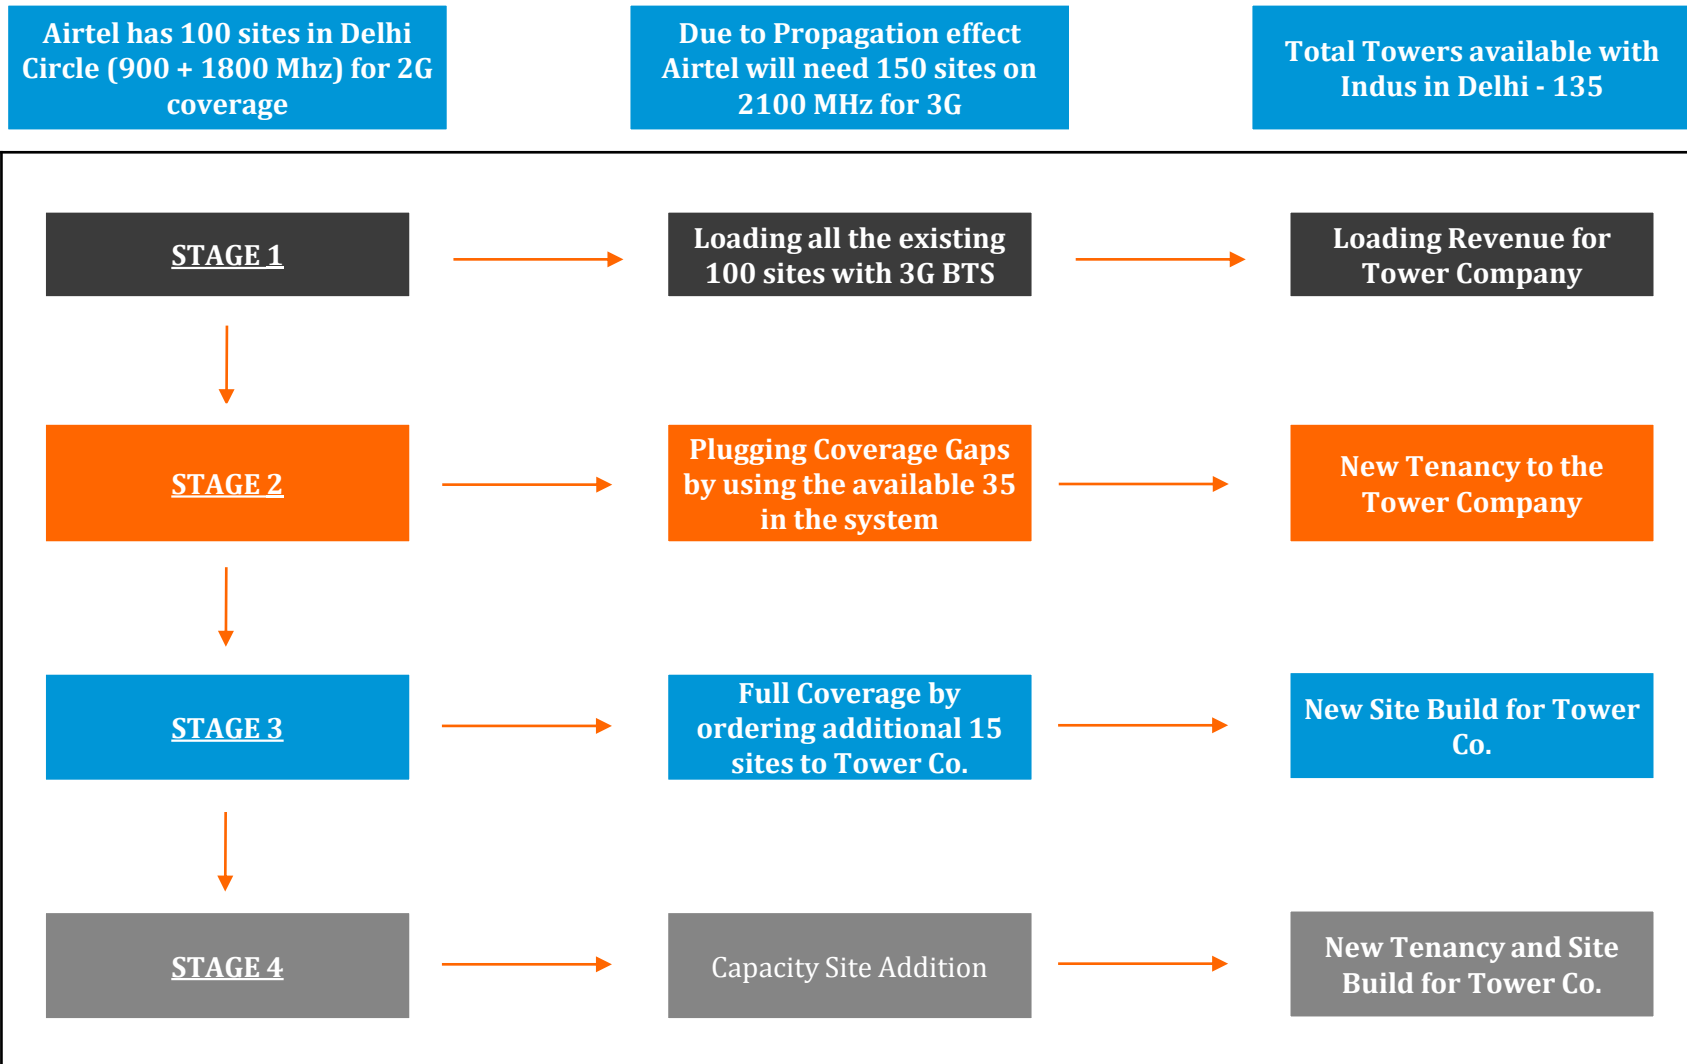 Airtel has 100 sites in Delhi
Circle (900 + 1800 Mhz) for 2G
coverage
Due to Propagation effect
Airtel will need 150 sites on
2100 MHz for 3G
Total Towers available with
Indus in Delhi - 135
STAGE 1
Loading all the existing
100 sites with 3G BTS
Loading Revenue for
Tower Company
STAGE 2
Plugging Coverage Gaps
by using the available 35
in the system
New Tenancy to the
Tower Company
STAGE 3
Full Coverage by
ordering additional 15
sites to Tower Co.
New Site Build for Tower
Co.
STAGE 4
Capacity Site Addition
New Tenancy and Site
Build for Tower Co.